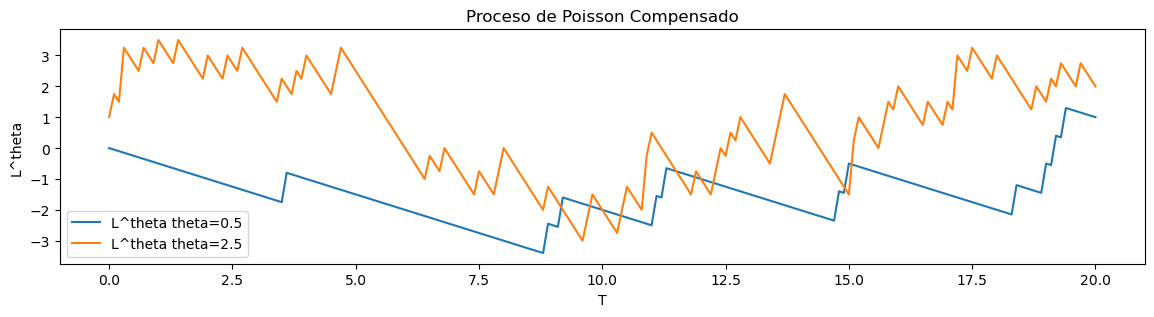 Proceso de Poisson Compensado
L^theta
3
2
1
0
−1
−2
−3
L^theta theta=0.5
L^theta theta=2.5
0.0 2.5 5.0 7.5 10.0 12.5 15.0 17.5 20.0
T